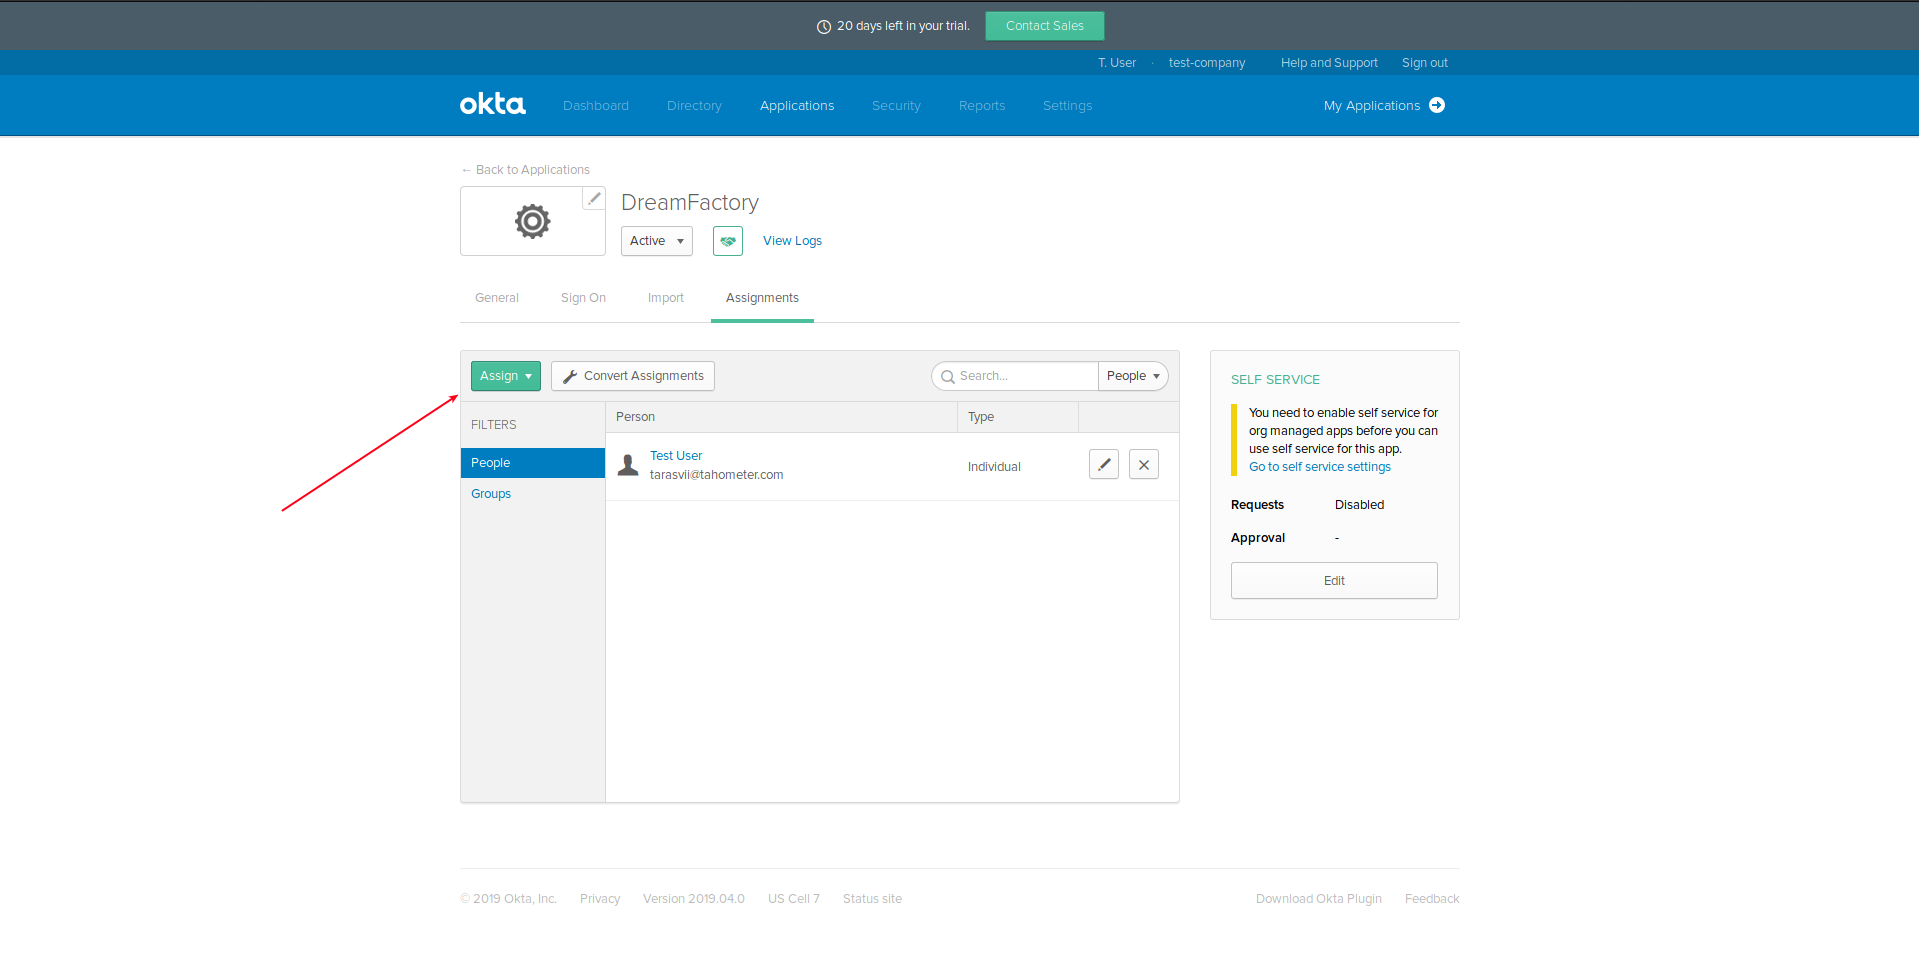 20 days left in your trial. Contact Sales
T. User · test-company Help and Support Sign out
okta Dashboard Directory Applications Security Reports Settings My Applications
← Back to Applications
DreamFactory
Active View Logs
General Sign On Import Assignments
Assign Convert Assignments Search... People
FILTERS
People
Groups
Person Type
Test User
tarasvii@tahometer.com
Individual
SELF SERVICE
You need to enable self service for
org managed apps before you can
use self service for this app.
Go to self service settings
Requests Disabled
Approval -
Edit
© 2019 Okta, Inc. Privacy Version 2019.04.0 US Cell 7 Status site Download Okta Plugin Feedback